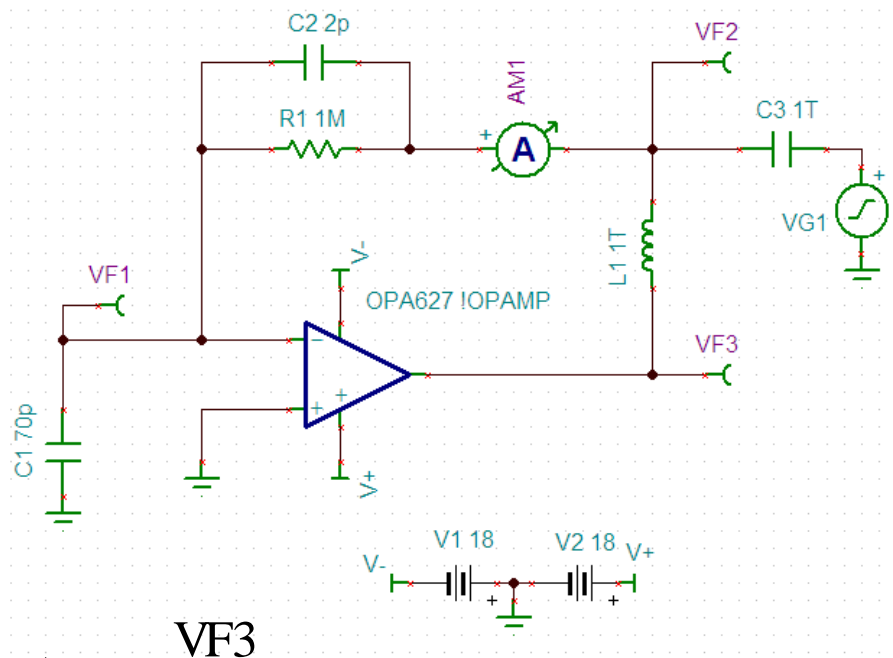 C2 2p
VF2
AM1
C3 1T
R1 1M
+
A
+
VG1
L1 1T
V-
VF1
OPA627 !OPAMP
VF3
−
+
+
C1 70p
V+
V1 18
V2 18
V-
V+
+
+
VF3